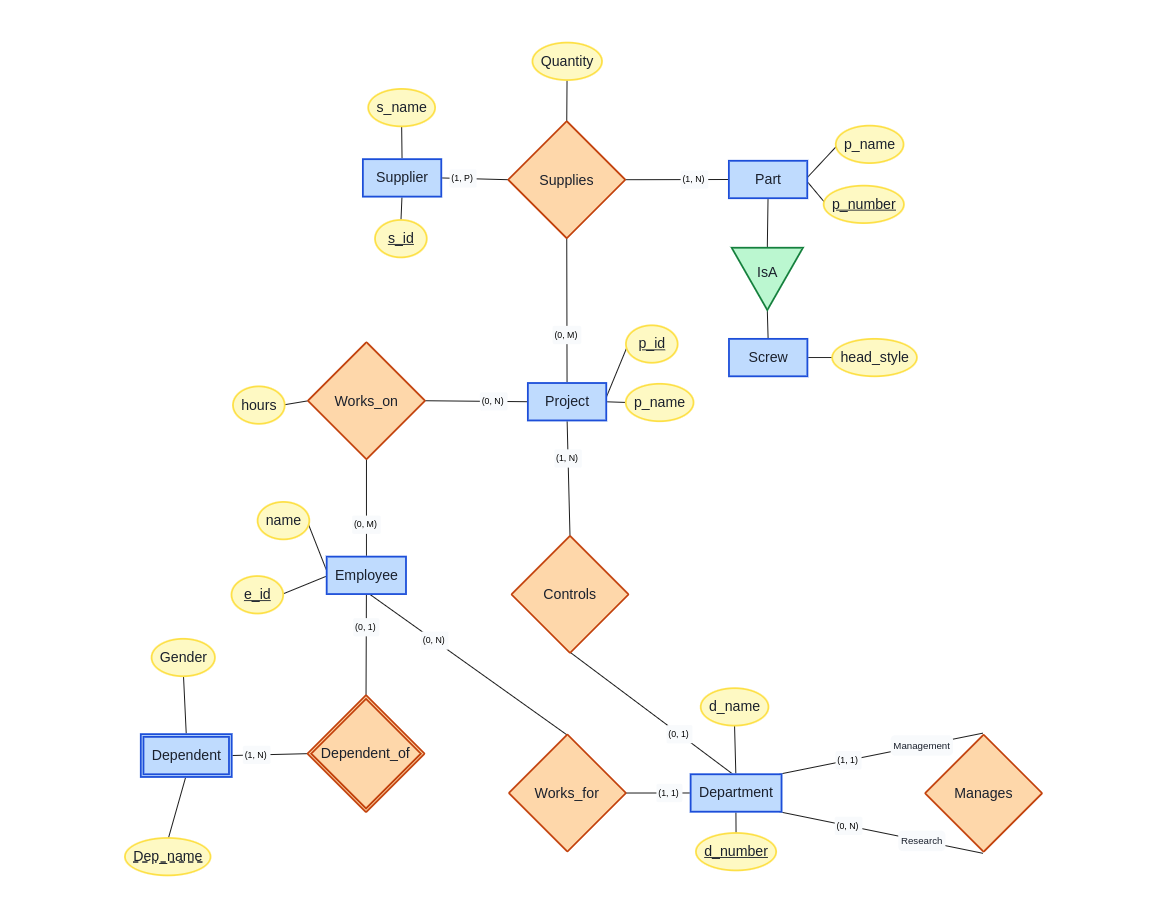 Quantity
s_name
p_name
Supplier
(1, P)
Supplies
(1, N)
Part
p_number
s_id
IsA
(0, M)
p_id
Screw
head_style
hours
Works_on
(0, N)
Project
p_name
(1, N)
name
(0, M)
Employee
e_id
Controls
(0, 1)
(0, N)
Gender
d_name
(0, 1)
Management
Dependent
(1, N)
Dependent_of
(1, 1)
Works_for
(1, 1)
Department
Manages
(0, N)
Research
Dep_name
d_number